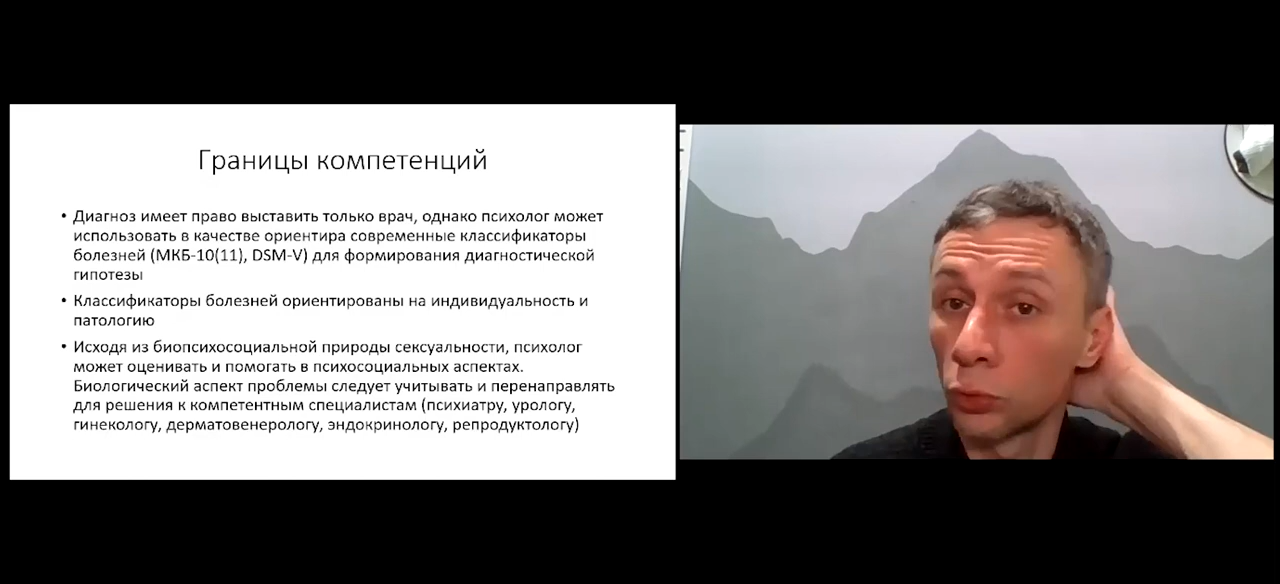 Границы компетенций
• Диагноз имеет право выставить только врач, однако психолог может
использовать в качестве ориентира современные классификаторы
болезней (МКБ-10(11), DSM-V) для формирования диагностической
гипотезы
• Классификаторы болезней ориентированы на индивидуальность и
патологию
• Исходя из биопсихосоциальной природы сексуальности, психолог
может оценивать и помогать в психосоциальных аспектах.
Биологический аспект проблемы следует учитывать и перенаправлять
для решения к компетентным специалистам (психиатру, урологу,
гинекологу, дерматовенерологу, эндокринологу, репродуктологу)